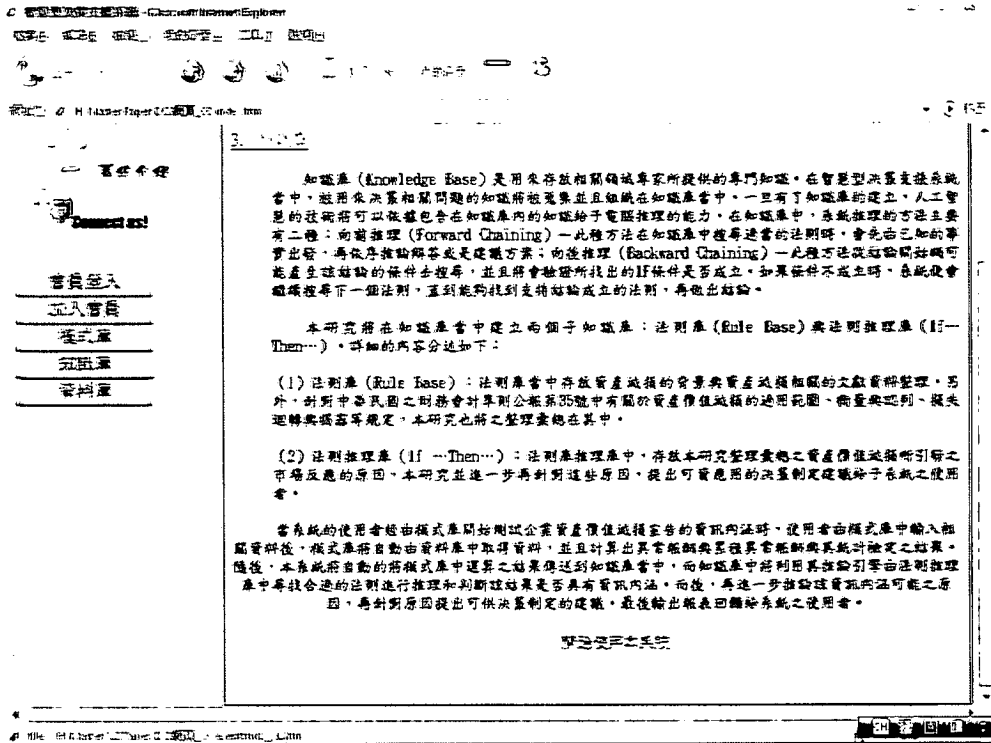 Microsoft Internet Explorer
Connect us!
會員登入
加入會員
模式庫
知識庫
資料庫
3. 知識庫
知識庫 (Knowledge Base) 是用來存放相關領域專家所提供的專門知識。在智慧型決策支援系統
當中，被用來決策相關問題的知識將被蒐集並且組織在知識庫當中。一旦有了知識庫的建立，人工智
慧的技術將可以依據包含在知識庫內的知識給予電腦推理的能力。在知識庫中，系統推理的方法主要
有二種：向前推理 (Forward Chaining) —此種方法在知識庫中搜尋適當的法則時，會先由已知的事
實出發，再依序推論解答或是建議方案；向後推理 (Backward Chaining) —此種方法從結論開始對可
能產生該結論的條件去搜尋，並且將會驗證所找出的If條件是否成立。如果條件不成立時，系統便會
繼續搜尋下一個法則，直到能夠找到支持結論成立的法則，再做出結論。
本研究將在知識庫當中建立兩個子知識庫：法則庫 (Rule Base) 與法則推理庫 (If…
Then…) 。詳細的內容分述如下：
(1) 法則庫 (Rule Base) ：法則庫當中存放資產減損的背景與資產減損相關的文獻資料整理。另
外，針對中華民國之財務會計準則公報第35號中有關於資產價值減損的適用範圍、衡量與認列、損失
迴轉與揭露等規定，本研究也將之整理彙總在其中。
(2) 法則推理庫 (If …Then…) ：法則庫推理庫中，存放本研究整理彙總之資產價值減損所引發之
市場反應的原因，本研究並進一步再針對這些原因，提出可資應用的決策制定建議給予系統之使用
者。
當系統的使用者經由模式庫開始測試企業資產價值減損宣告的資訊內涵時，使用者由模式庫中輸入相
關資料後，模式庫將自動由資料庫中取得資料，並且計算出異常報酬與累積異常報酬與其統計檢定之結果。
隨後，本系統將自動的將模式庫中運算之結果傳送到知識庫當中，而知識庫中將利用其推論引擎由法則推理
庫中尋找合適的法則進行推理和判斷該結果是否具有資訊內涵。而後，再進一步推論該資訊內涵可能之原
因，再針對原因提出可供決策制定的建議，最後輸出報表回饋給系統之使用者。